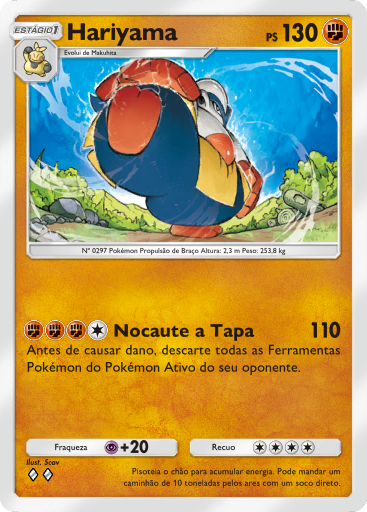 ESTÁGIO 1
Hariyama
PS 130
Evolui de Makuhita
Nº 0297 Pokémon Propulsão de Braço Altura: 2,3 m Peso: 253,8 kg
Nocaute a Tapa 110
Antes de causar dano, descarte todas as Ferramentas
Pokémon do Pokémon Ativo do seu oponente.
Fraqueza +20
Recuo
Ilust. Scav
Pisoteia o chão para acumular energia. Pode mandar um
caminhão de 10 toneladas pelos ares com um soco direto.